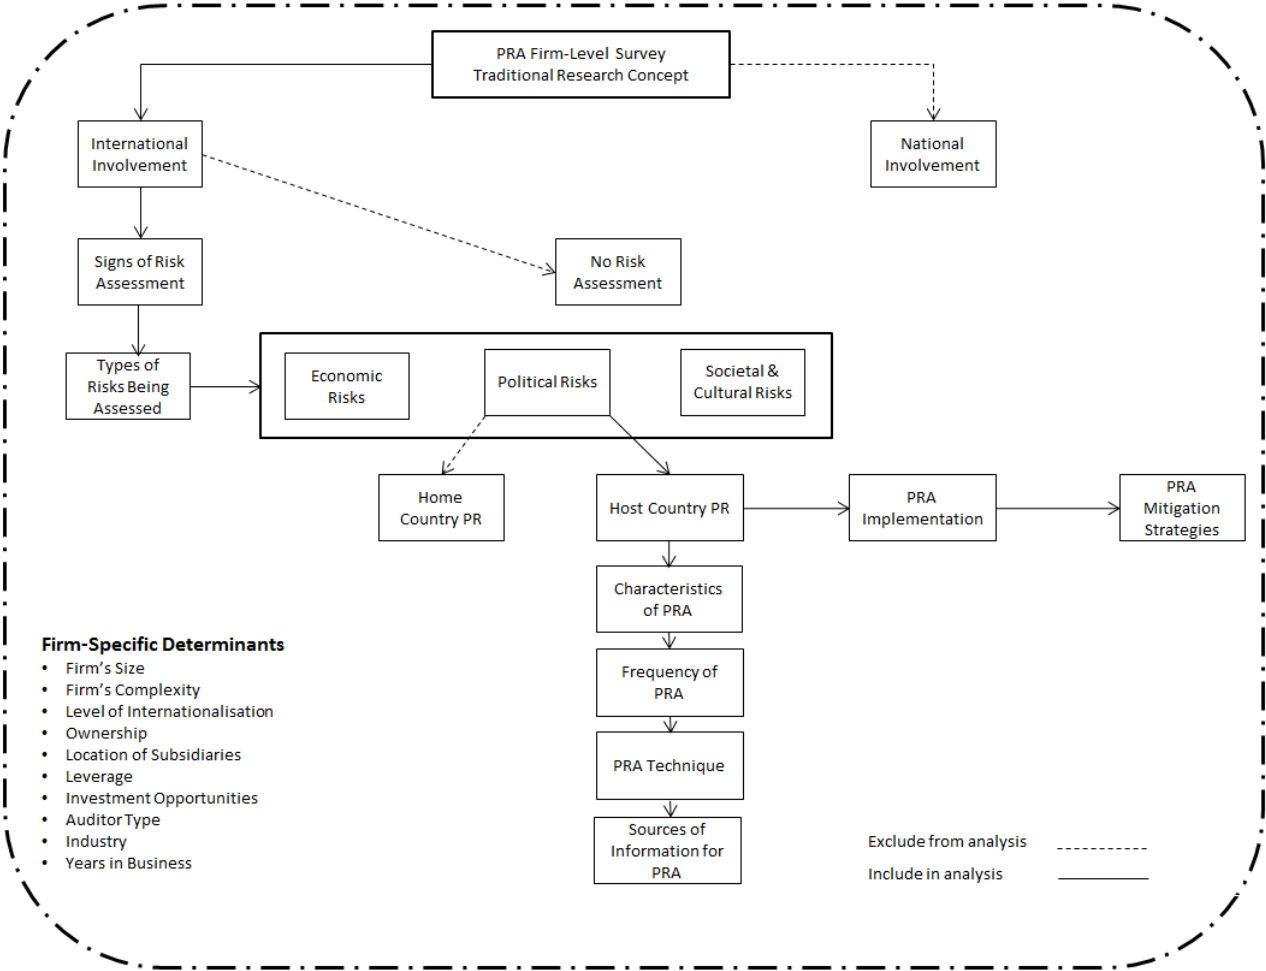 PRA Firm-Level Survey
Traditional Research Concept
International
Involvement
National
Involvement
Signs of Risk
Assessment
No Risk
Assessment
Types of
Risks Being
Assessed
Economic
Risks
Political Risks
Societal &
Cultural Risks
Home
Country PR
Host Country PR
PRA
Implementation
PRA
Mitigation
Strategies
Characteristics
of PRA
Frequency of
PRA
PRA Technique
Sources of
Information for
PRA
Firm-Specific Determinants
• Firm's Size
• Firm's Complexity
• Level of Internationalisation
• Ownership
• Location of Subsidiaries
• Leverage
• Investment Opportunities
• Auditor Type
• Industry
• Years in Business
Exclude from analysis
Include in analysis